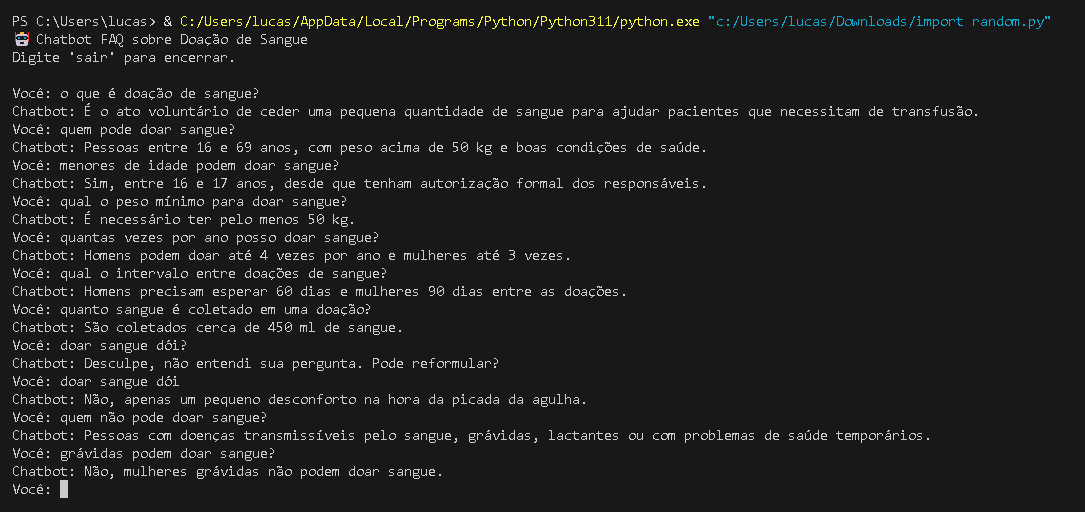 PS C:\Users\lucas> & C:/Users/lucas/AppData/Local/Programs/Python/Python311/python.exe "c:/Users/lucas/Downloads/import random.py"
🤖 Chatbot FAQ sobre Doação de Sangue
Digite 'sair' para encerrar.

Você: o que é doação de sangue?
Chatbot: É o ato voluntário de ceder uma pequena quantidade de sangue para ajudar pacientes que necessitam de transfusão.
Você: quem pode doar sangue?
Chatbot: Pessoas entre 16 e 69 anos, com peso acima de 50 kg e boas condições de saúde.
Você: menores de idade podem doar sangue?
Chatbot: Sim, entre 16 e 17 anos, desde que tenham autorização formal dos responsáveis.
Você: qual o peso mínimo para doar sangue?
Chatbot: É necessário ter pelo menos 50 kg.
Você: quantas vezes por ano posso doar sangue?
Chatbot: Homens podem doar até 4 vezes por ano e mulheres até 3 vezes.
Você: qual o intervalo entre doações de sangue?
Chatbot: Homens precisam esperar 60 dias e mulheres 90 dias entre as doações.
Você: quanto sangue é coletado em uma doação?
Chatbot: São coletados cerca de 450 ml de sangue.
Você: doar sangue dói?
Chatbot: Desculpe, não entendi sua pergunta. Pode reformular?
Você: doar sangue dói
Chatbot: Não, apenas um pequeno desconforto na hora da picada da agulha.
Você: quem não pode doar sangue?
Chatbot: Pessoas com doenças transmissíveis pelo sangue, grávidas, lactantes ou com problemas de saúde temporários.
Você: grávidas podem doar sangue?
Chatbot: Não, mulheres grávidas não podem doar sangue.
Você: